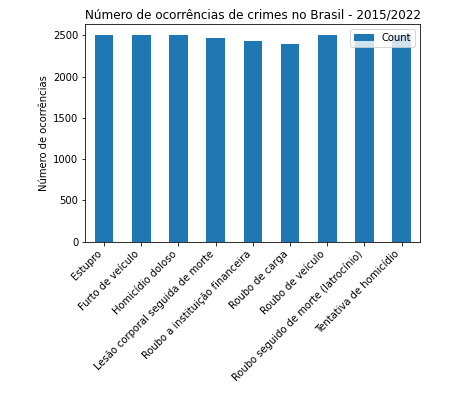 Número de ocorrências de crimes no Brasil - 2015/2022
Count
Número de ocorrências
2500
2000
1500
1000
500
0
Estupro
Furto de veículo
Homicídio doloso
Lesão corporal seguida de morte
Roubo a instituição financeira
Roubo de carga
Roubo de veículo
Roubo seguido de morte (latrocínio)
Tentativa de homicídio